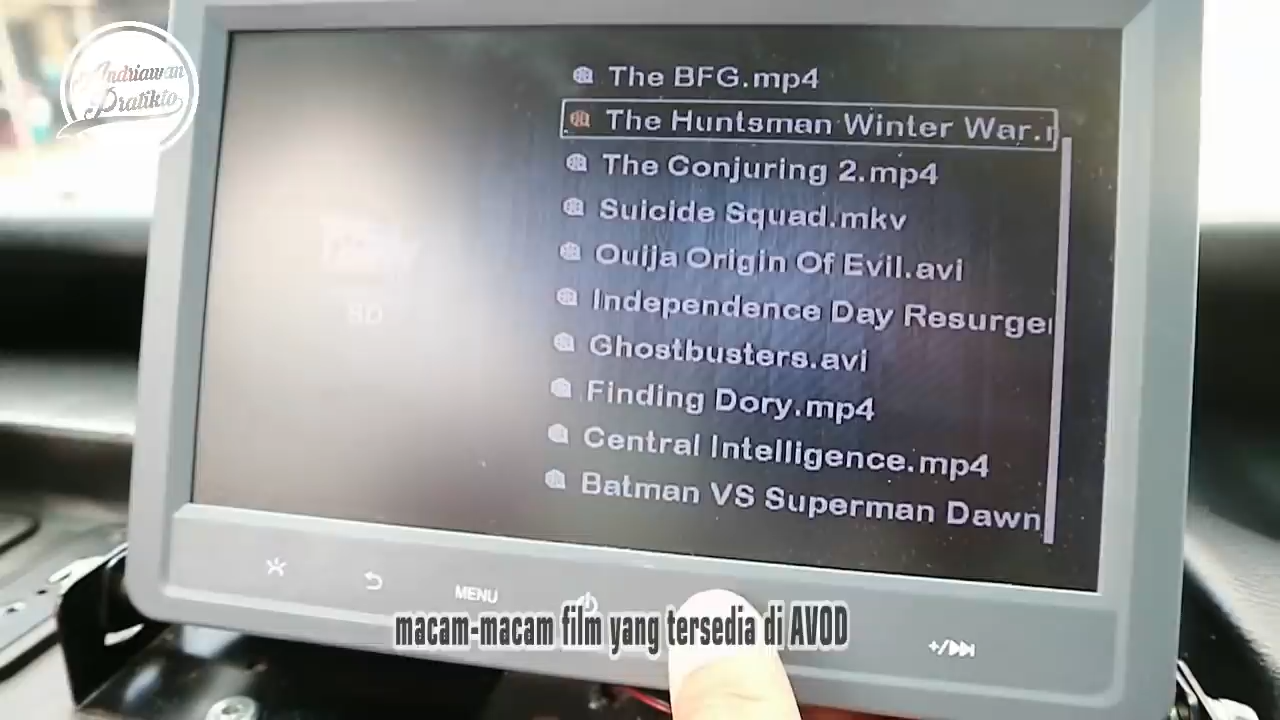 Andriawan
Pratikto
The BFG.mp4
The Huntsman Winter War.
The Conjuring 2.mp4
Suicide Squad.mkv
Ouija Origin Of Evil.avi
Independence Day Resurge
Ghostbusters.avi
Finding Dory.mp4
Central Intelligence.mp4
Batman VS Superman Dawn
SD
MENU
macam-macam film yang tersedia di AVOD